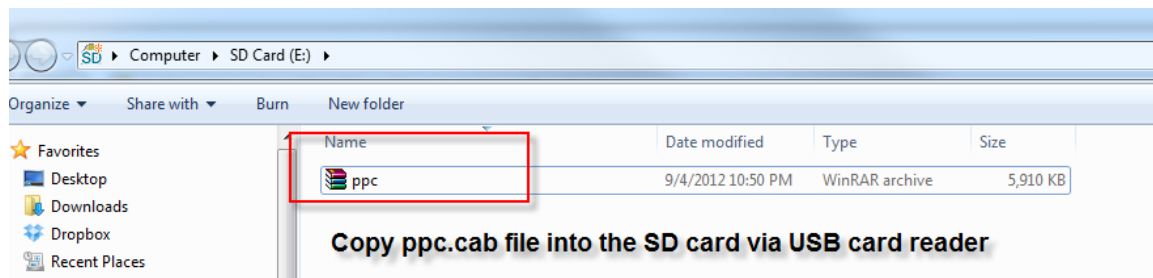 SD Computer SD Card (E:)
Organize Share with Burn New folder
Favorites
Desktop
Downloads
Dropbox
Recent Places
Name Date modified Type Size
ppc 9/4/2012 10:50 PM WinRAR archive 5,910 KB
Copy ppc.cab file into the SD card via USB card reader